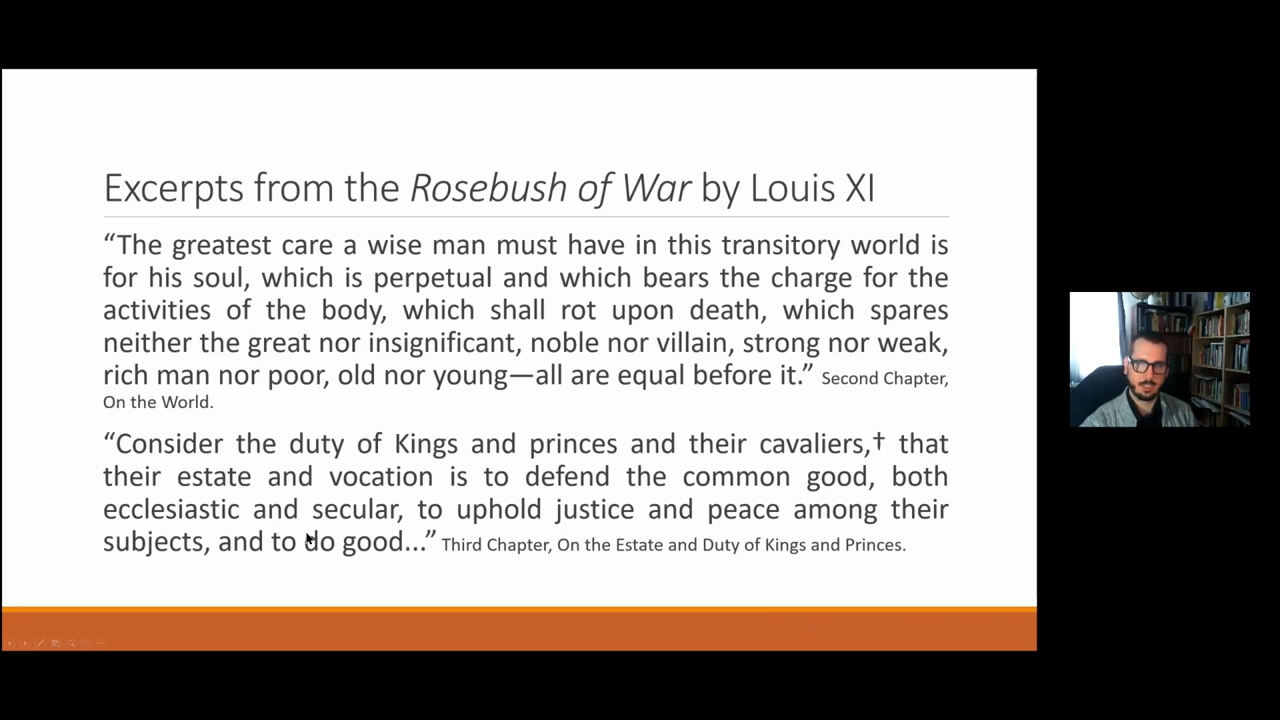 Excerpts from the Rosebush of War by Louis XI
“The greatest care a wise man must have in this transitory world is
for his soul, which is perpetual and which bears the charge for the
activities of the body, which shall rot upon death, which spares
neither the great nor insignificant, noble nor villain, strong nor weak,
rich man nor poor, old nor young—all are equal before it.” Second Chapter,
On the World.
“Consider the duty of Kings and princes and their cavaliers,† that
their estate and vocation is to defend the common good, both
ecclesiastic and secular, to uphold justice and peace among their
subjects, and to do good...” Third Chapter, On the Estate and Duty of Kings and Princes.